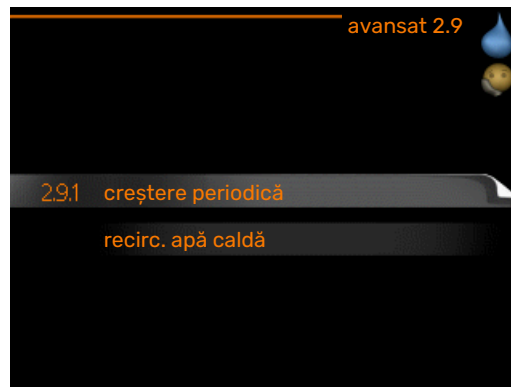 avansat 2.9
2.9.1 creștere periodică
recirc. apă caldă